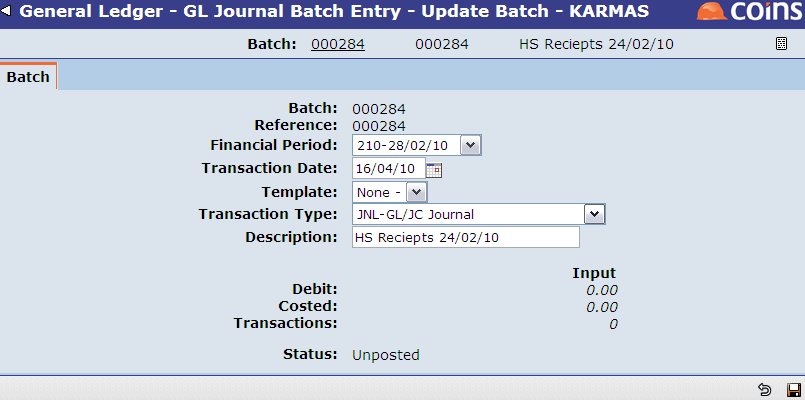 General Ledger - GL Journal Batch Entry - Update Batch - KARMAS coins
Batch: 000284 000284 HS Reciepts 24/02/10
Batch
Batch: 000284
Reference: 000284
Financial Period: 210-28/02/10
Transaction Date: 16/04/10
Template: None -
Transaction Type: JNL-GL/JC Journal
Description: HS Reciepts 24/02/10
Input
Debit: 0.00
Costed: 0.00
Transactions: 0
Status: Unposted